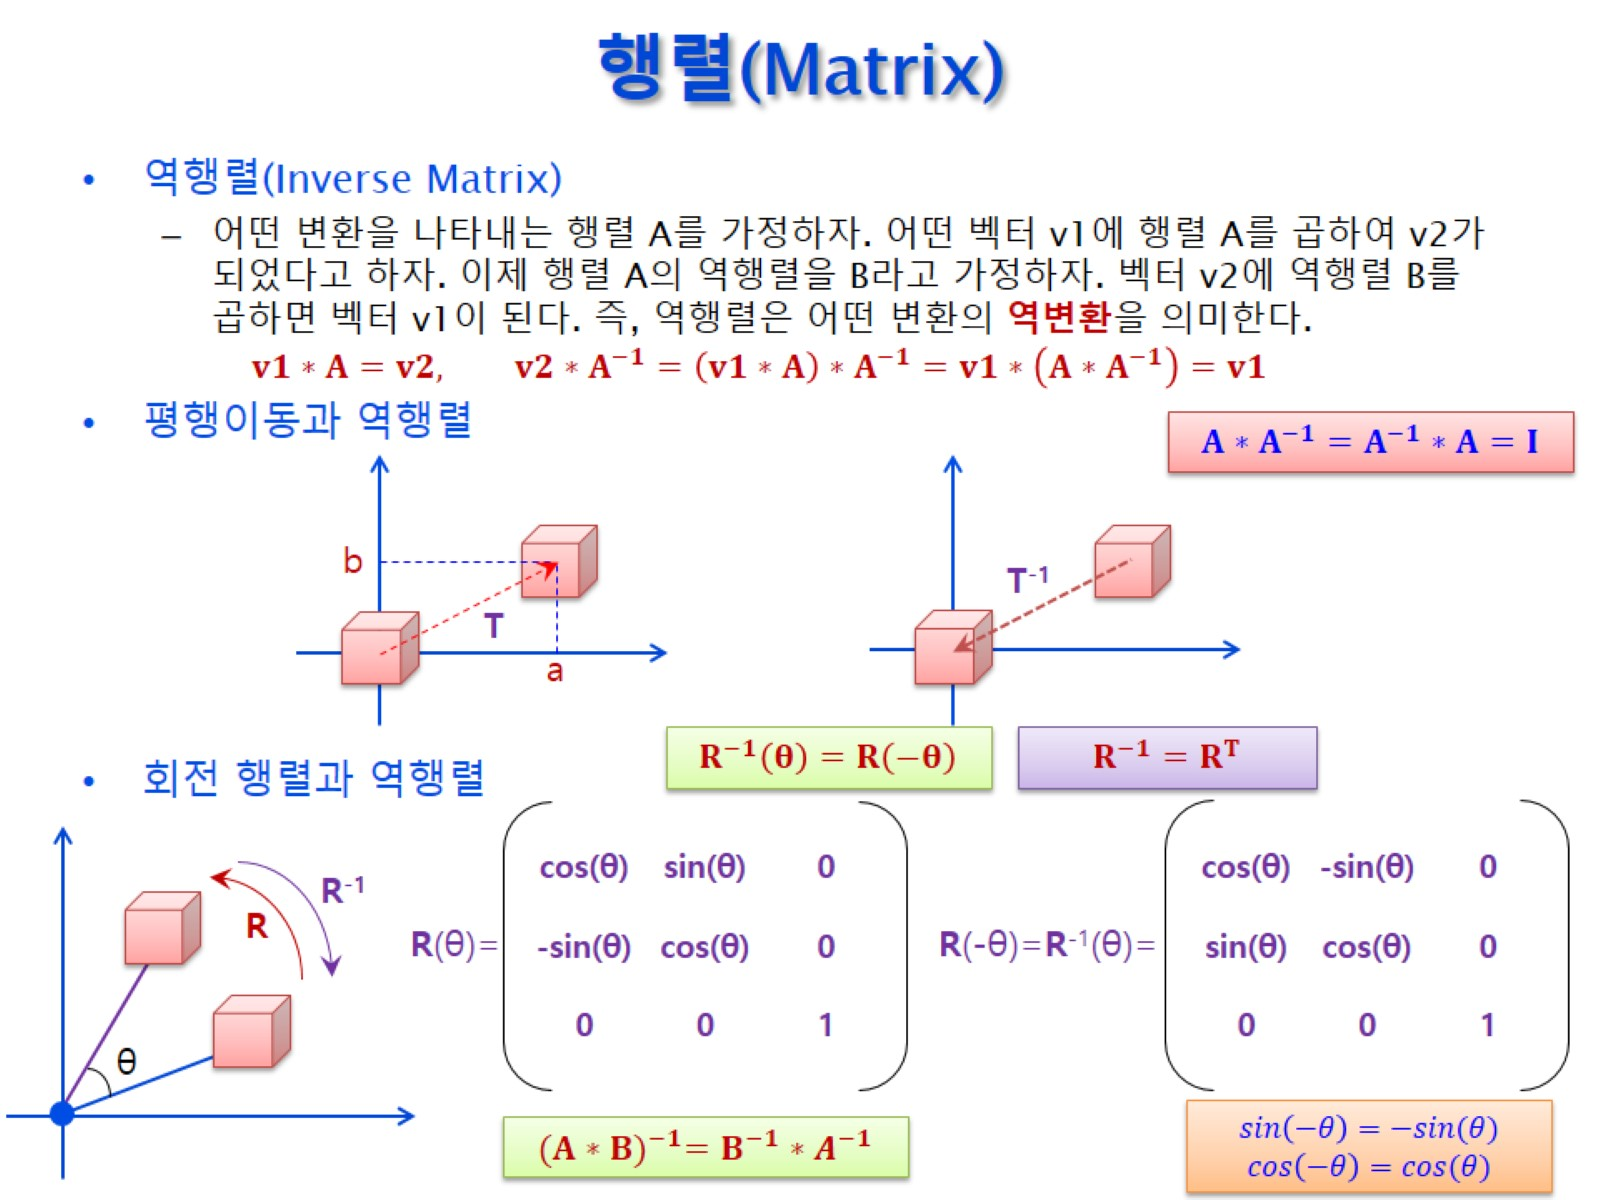 행렬(Matrix)
• 역행렬(Inverse Matrix)
– 어떤 변환을 나타내는 행렬 A를 가정하자. 어떤 벡터 v1에 행렬 A를 곱하여 v2가
되었다고 하자. 이제 행렬 A의 역행렬을 B라고 가정하자. 벡터 v2에 역행렬 B를
곱하면 벡터 v1이 된다. 즉, 역행렬은 어떤 변환의 역변환을 의미한다.
v1 * A = v2, v2 * A⁻¹ = (v1 * A) * A⁻¹ = v1 * (A * A⁻¹) = v1
• 평행이동과 역행렬
A * A⁻¹ = A⁻¹ * A = I
b
T
a
T⁻¹
R⁻¹(θ) = R(−θ)
R⁻¹ = Rᵀ
• 회전 행렬과 역행렬
R⁻¹
R
θ
R(θ)=
cos(θ) sin(θ) 0
-sin(θ) cos(θ) 0
0 0 1
R(-θ)=R⁻¹(θ)=
cos(θ) -sin(θ) 0
sin(θ) cos(θ) 0
0 0 1
(A * B)⁻¹= B⁻¹ * A⁻¹
sin(−θ) = −sin(θ)
cos(−θ) = cos(θ)